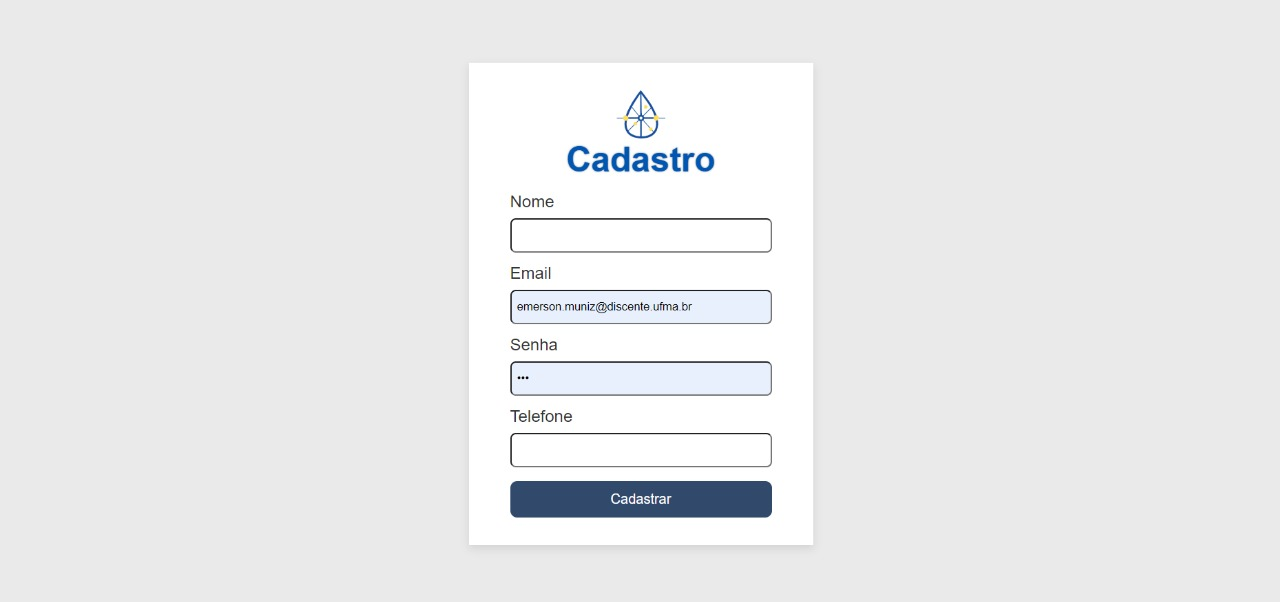 Cadastro
Nome
Email
emerson.muniz@discente.ufma.br
Senha
•••
Telefone
Cadastrar